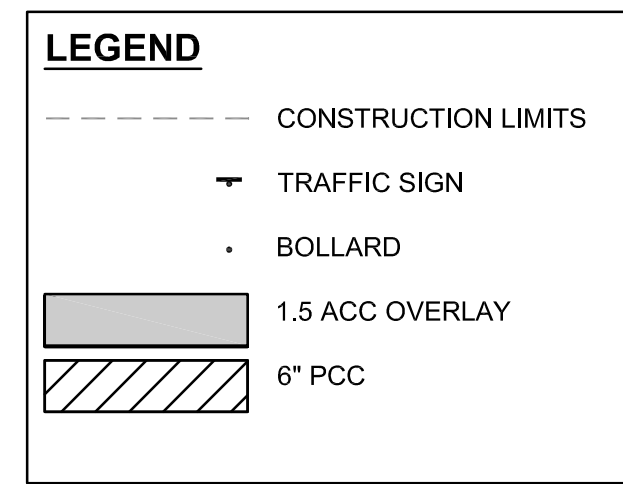 LEGEND
CONSTRUCTION LIMITS
TRAFFIC SIGN
BOLLARD
1.5 ACC OVERLAY
6" PCC